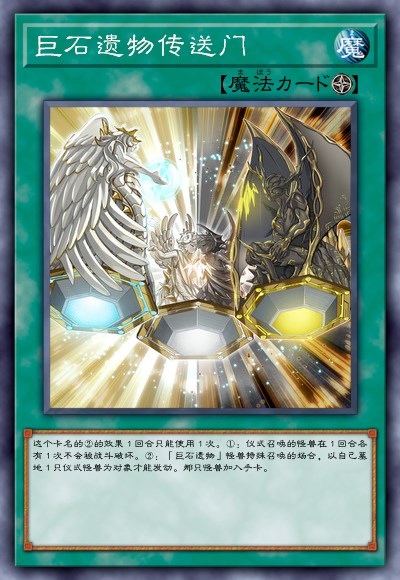 巨石遗物传送门
魔
【魔法カード】
まほう
这个卡名的②的效果1回合只能使用1次。①:仪式召唤的怪兽在1回合各
有1次不会被战斗破坏。②:「巨石遗物」怪兽特殊召唤的场合,以自己墓
地1只仪式怪兽为对象才能发动。那只怪兽加入手卡。